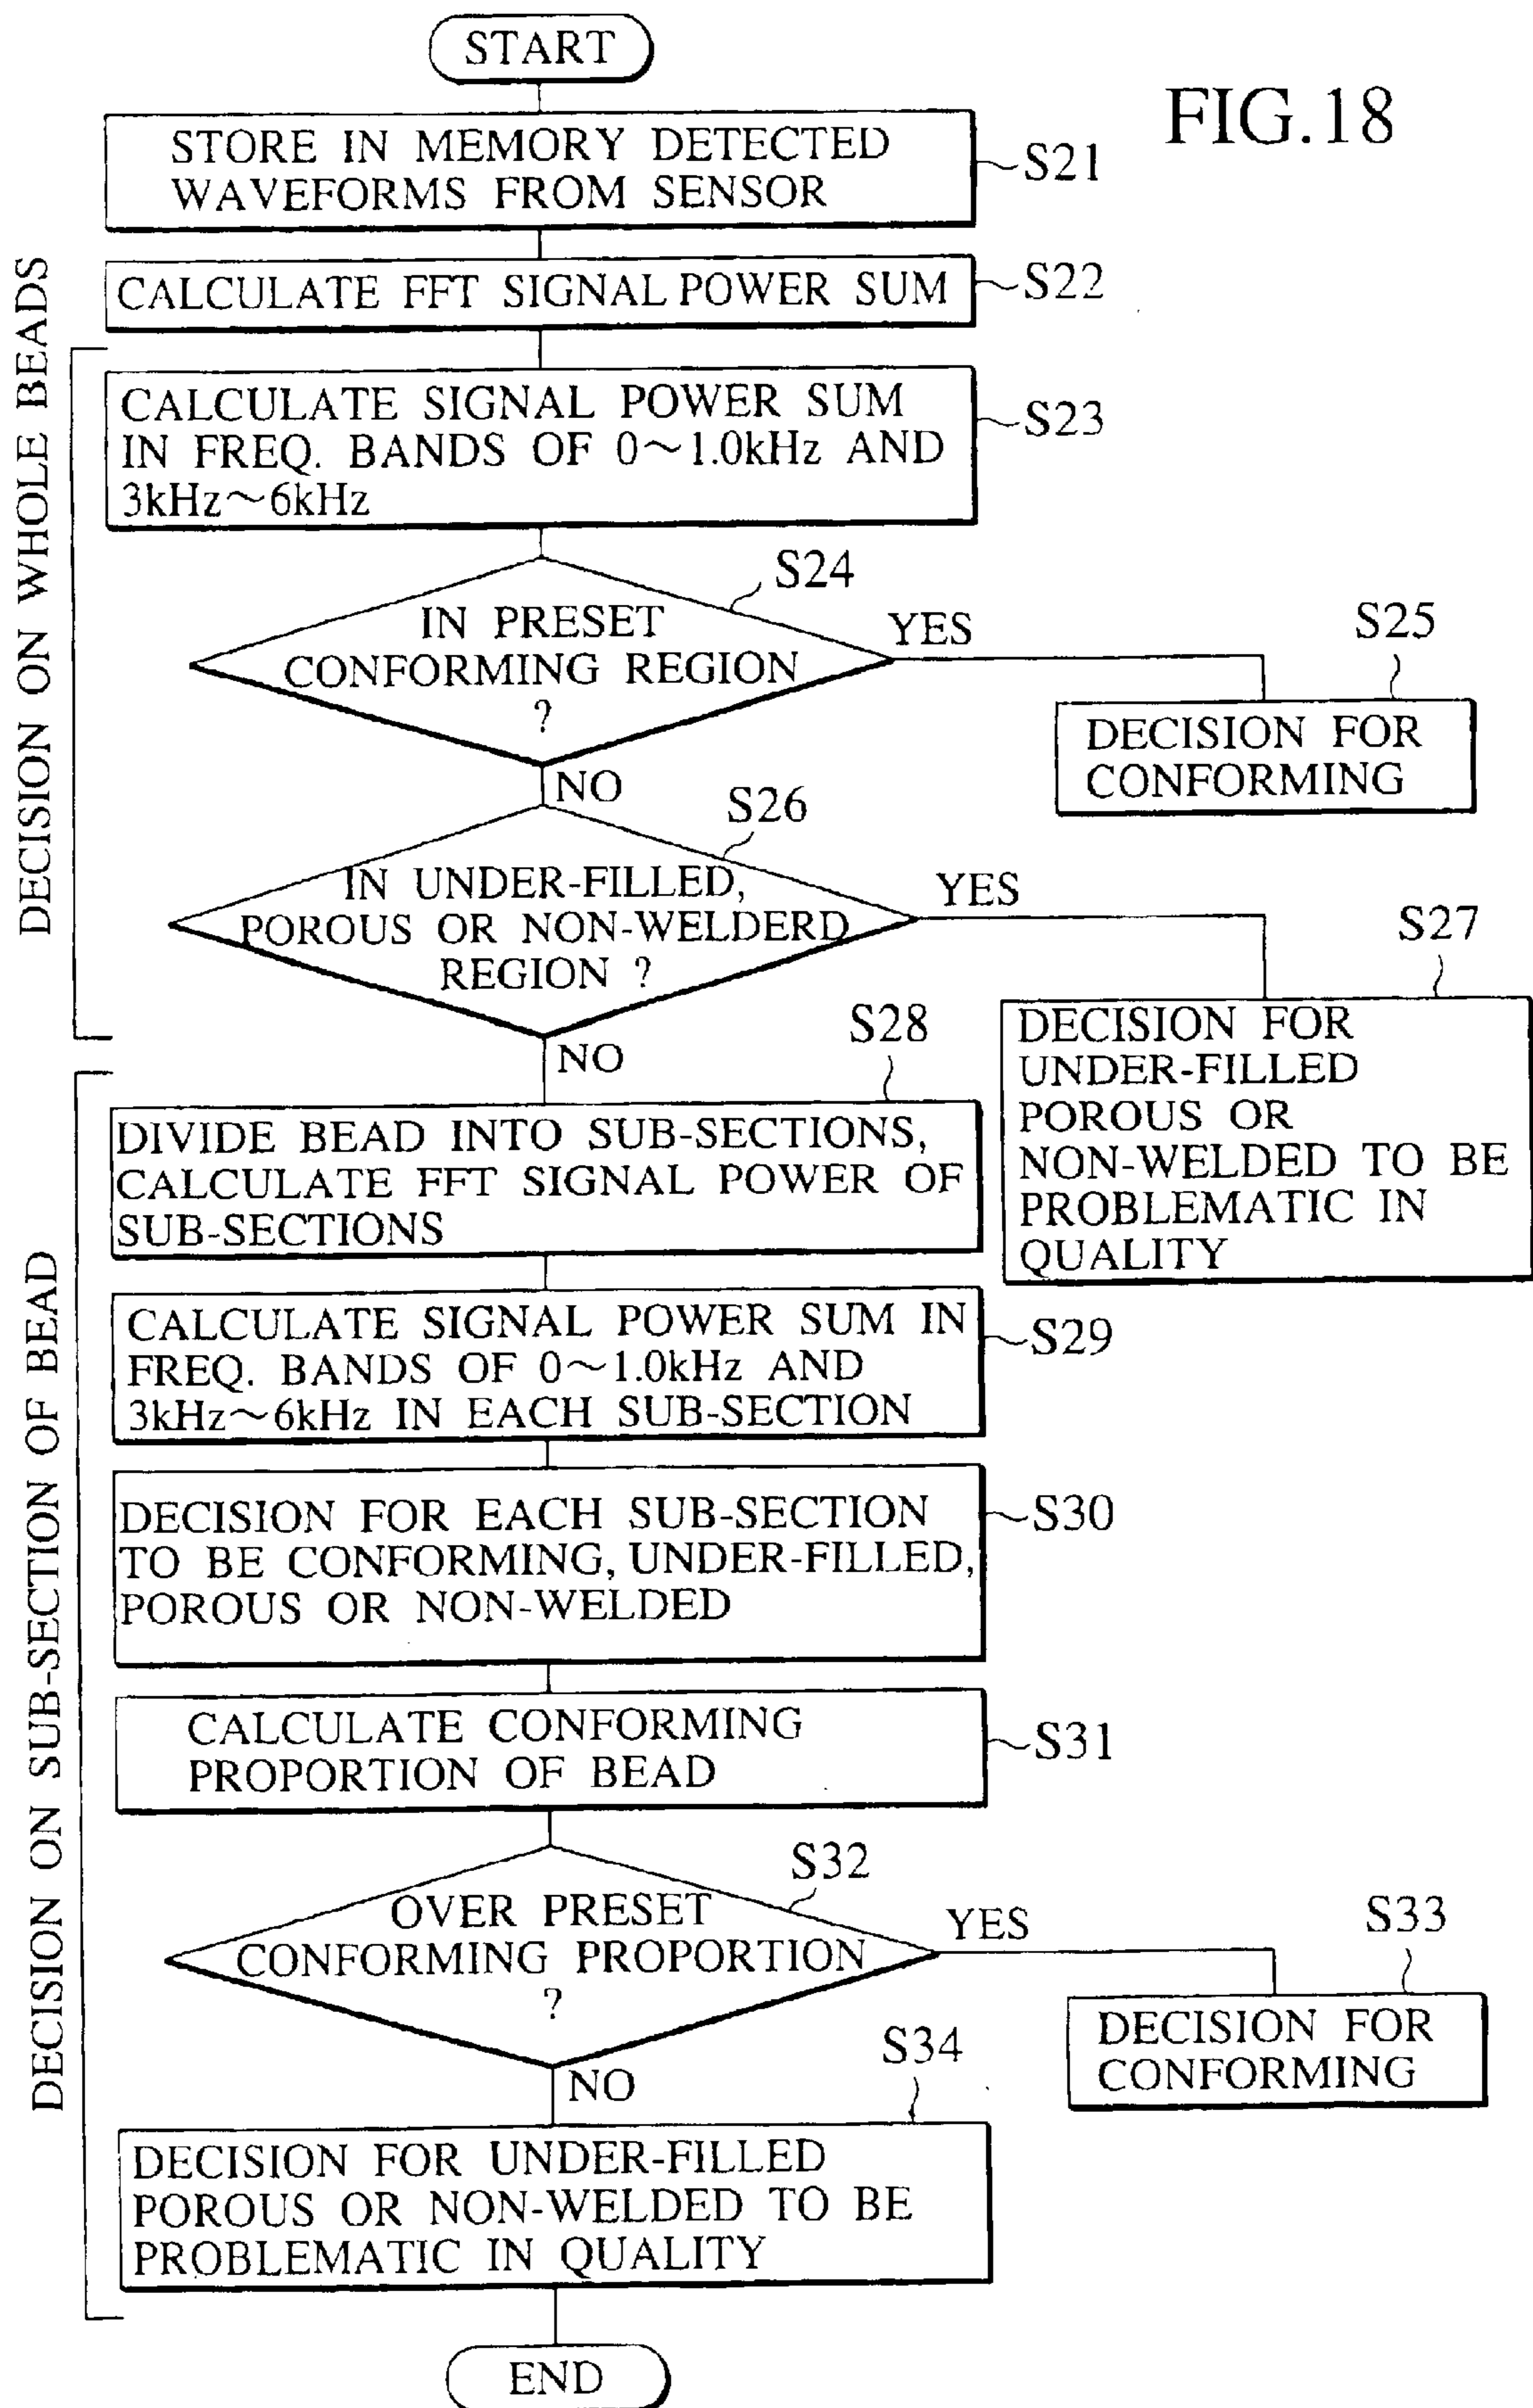 START
FIG.18
STORE IN MEMORY DETECTED
WAVEFORMS FROM SENSOR
S21
CALCULATE FFT SIGNAL POWER SUM
S22
DECISION ON WHOLE BEADS
CALCULATE SIGNAL POWER SUM
IN FREQ. BANDS OF 0~1.0kHz AND
3kHz~6kHz
S23
S24
IN PRESET
CONFORMING REGION
?
YES
S25
DECISION FOR
CONFORMING
NO
S26
IN UNDER-FILLED,
POROUS OR NON-WELDERD
REGION ?
YES
S27
DECISION FOR
UNDER-FILLED
POROUS OR
NON-WELDED TO BE
PROBLEMATIC IN
QUALITY
NO
DECISION ON SUB-SECTION OF BEAD
S28
DIVIDE BEAD INTO SUB-SECTIONS,
CALCULATE FFT SIGNAL POWER OF
SUB-SECTIONS
CALCULATE SIGNAL POWER SUM IN
FREQ. BANDS OF 0~1.0kHz AND
3kHz~6kHz IN EACH SUB-SECTION
S29
DECISION FOR EACH SUB-SECTION
TO BE CONFORMING, UNDER-FILLED,
POROUS OR NON-WELDED
S30
CALCULATE CONFORMING
PROPORTION OF BEAD
S31
S32
OVER PRESET
CONFORMING PROPORTION
?
YES
S33
DECISION FOR
CONFORMING
NO
S34
DECISION FOR UNDER-FILLED
POROUS OR NON-WELDED TO BE
PROBLEMATIC IN QUALITY
END